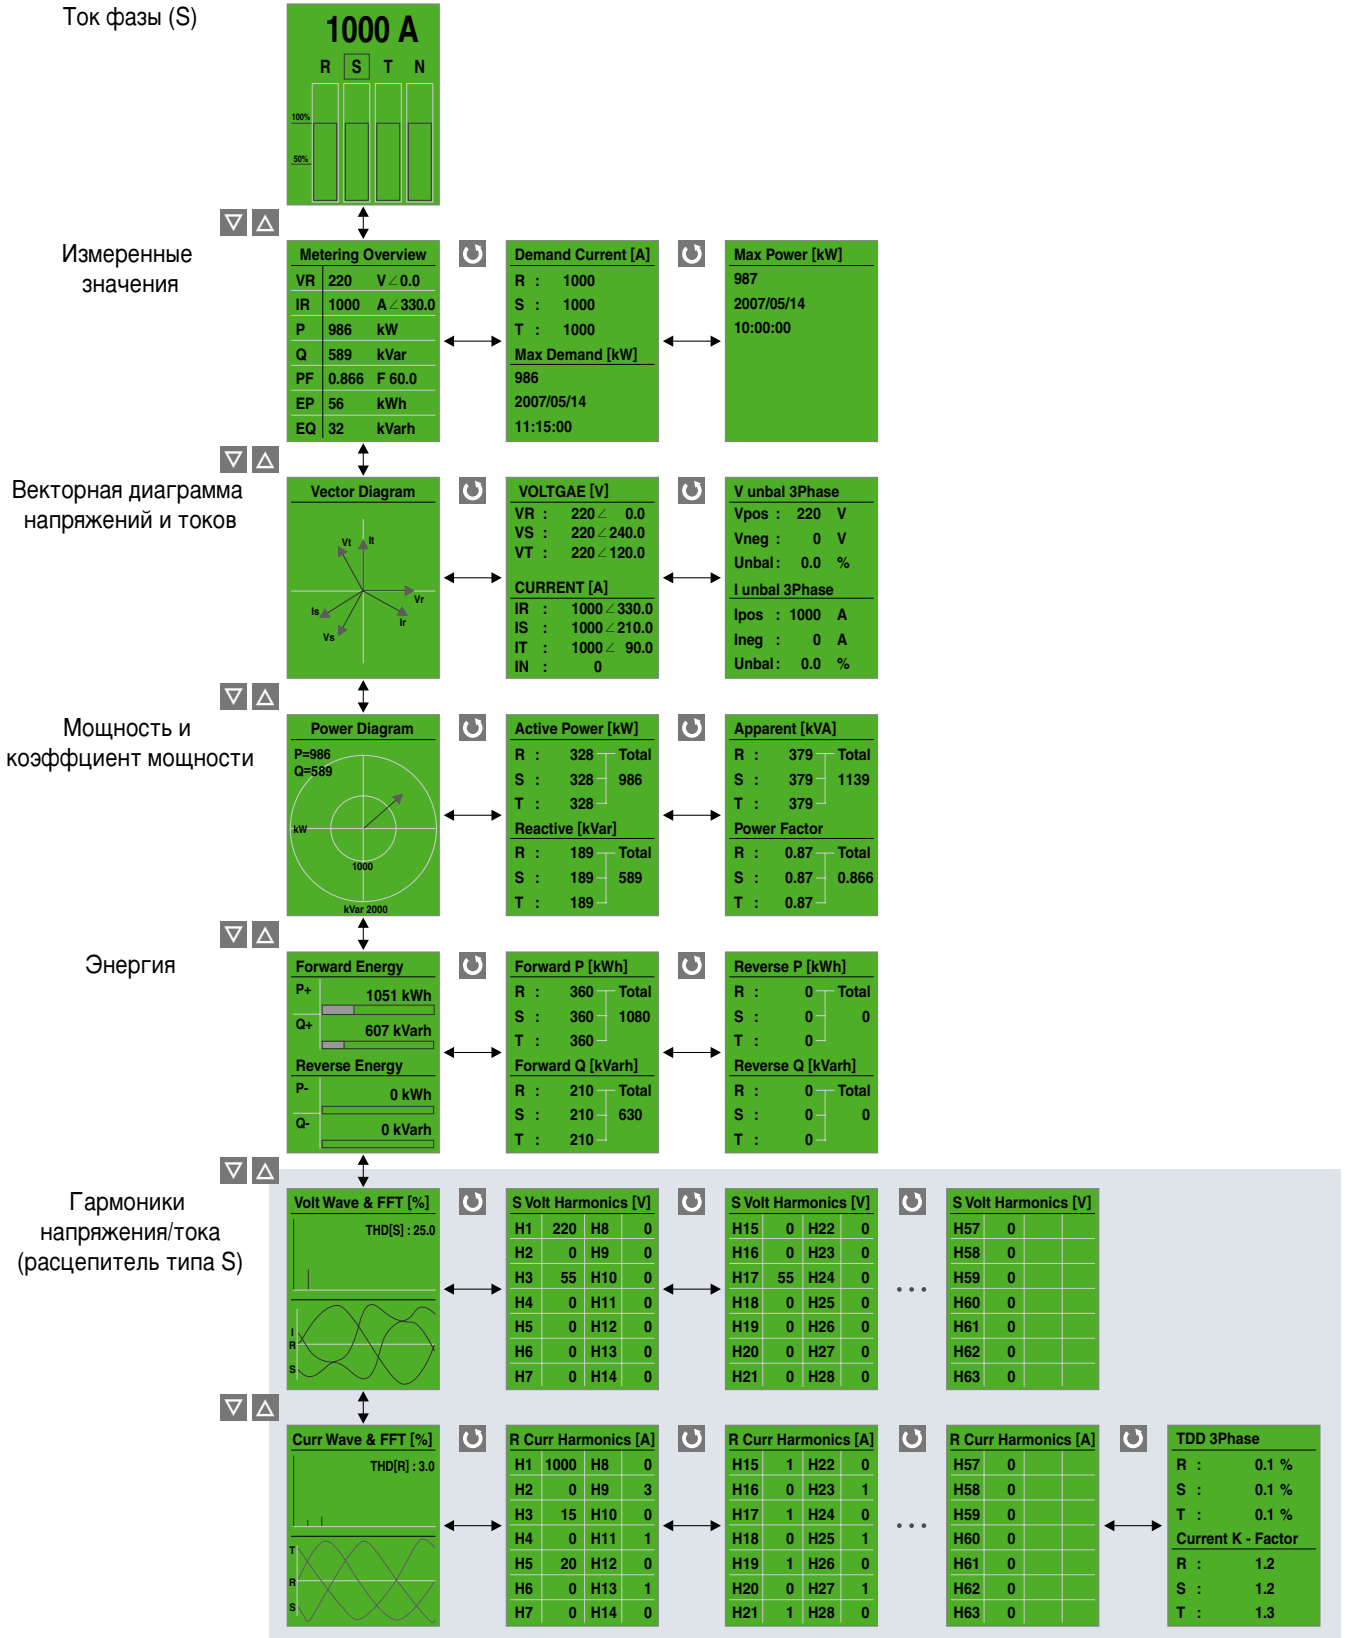 Ток фазы (S)
1000 A
R S T N
100%
50%
Измеренные
значения
Metering Overview
VR 220 V∠0.0
IR 1000 A∠330.0
P 986 kW
Q 589 kVar
PF 0.866 F 60.0
EP 56 kWh
EQ 32 kVarh
Demand Current [A]
R : 1000
S : 1000
T : 1000
Max Demand [kW]
986
2007/05/14
11:15:00
Max Power [kW]
987
2007/05/14
10:00:00
Векторная диаграмма
напряжений и токов
Vector Diagram
Vt It
Vr
Is
Ir
Vs
VOLTGAE [V]
VR : 220∠ 0.0
VS : 220∠240.0
VT : 220∠120.0
CURRENT [A]
IR : 1000∠330.0
IS : 1000∠210.0
IT : 1000∠ 90.0
IN : 0
V unbal 3Phase
Vpos : 220 V
Vneg : 0 V
Unbal: 0.0 %
I unbal 3Phase
Ipos : 1000 A
Ineg : 0 A
Unbal: 0.0 %
Мощность и
коэффциент мощности
Power Diagram
P=986
Q=589
kW
1000
kVar 2000
Active Power [kW]
R : 328 Total
S : 328 986
T : 328
Reactive [kVar]
R : 189 Total
S : 189 589
T : 189
Apparent [kVA]
R : 379 Total
S : 379 1139
T : 379
Power Factor
R : 0.87 Total
S : 0.87 0.866
T : 0.87
Энергия
Forward Energy
P+ 1051 kWh
Q+ 607 kVarh
Reverse Energy
P- 0 kWh
Q- 0 kVarh
Forward P [kWh]
R : 360 Total
S : 360 1080
T : 360
Forward Q [kVarh]
R : 210 Total
S : 210 630
T : 210
Reverse P [kWh]
R : 0 Total
S : 0 0
T : 0
Reverse Q [kVarh]
R : 0 Total
S : 0 0
T : 0
Гармоники
напряжения/тока
(расцепитель типа S)
Volt Wave & FFT [%]
THD[S] : 25.0
I
R
S
S Volt Harmonics [V]
H1 220 H8 0
H2 0 H9 0
H3 55 H10 0
H4 0 H11 0
H5 0 H12 0
H6 0 H13 0
H7 0 H14 0
S Volt Harmonics [V]
H15 0 H22 0
H16 0 H23 0
H17 55 H24 0
H18 0 H25 0
H19 0 H26 0
H20 0 H27 0
H21 0 H28 0
...
S Volt Harmonics [V]
H57 0
H58 0
H59 0
H60 0
H61 0
H62 0
H63 0
Curr Wave & FFT [%]
THD[R] : 3.0
T
R
S
R Curr Harmonics [A]
H1 1000 H8 0
H2 0 H9 3
H3 15 H10 0
H4 0 H11 1
H5 20 H12 0
H6 0 H13 1
H7 0 H14 0
R Curr Harmonics [A]
H15 1 H22 0
H16 0 H23 1
H17 1 H24 0
H18 0 H25 1
H19 1 H26 0
H20 0 H27 1
H21 1 H28 0
...
R Curr Harmonics [A]
H57 0
H58 0
H59 0
H60 0
H61 0
H62 0
H63 0
TDD 3Phase
R : 0.1 %
S : 0.1 %
T : 0.1 %
Current K - Factor
R : 1.2
S : 1.2
T : 1.3